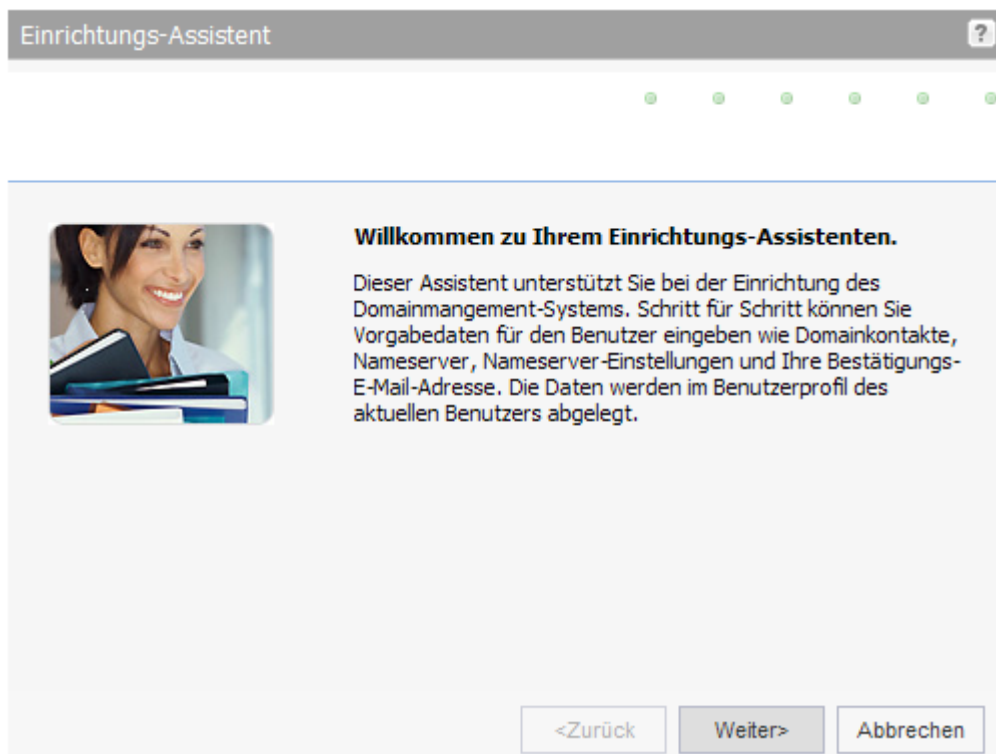 Einrichtungs-Assistent
?
Willkommen zu Ihrem Einrichtungs-Assistenten.
Dieser Assistent unterstützt Sie bei der Einrichtung des
Domainmangement-Systems. Schritt für Schritt können Sie
Vorgabedaten für den Benutzer eingeben wie Domainkontakte,
Nameserver, Nameserver-Einstellungen und Ihre Bestätigungs-
E-Mail-Adresse. Die Daten werden im Benutzerprofil des
aktuellen Benutzers abgelegt.
<Zurück Weiter> Abbrechen